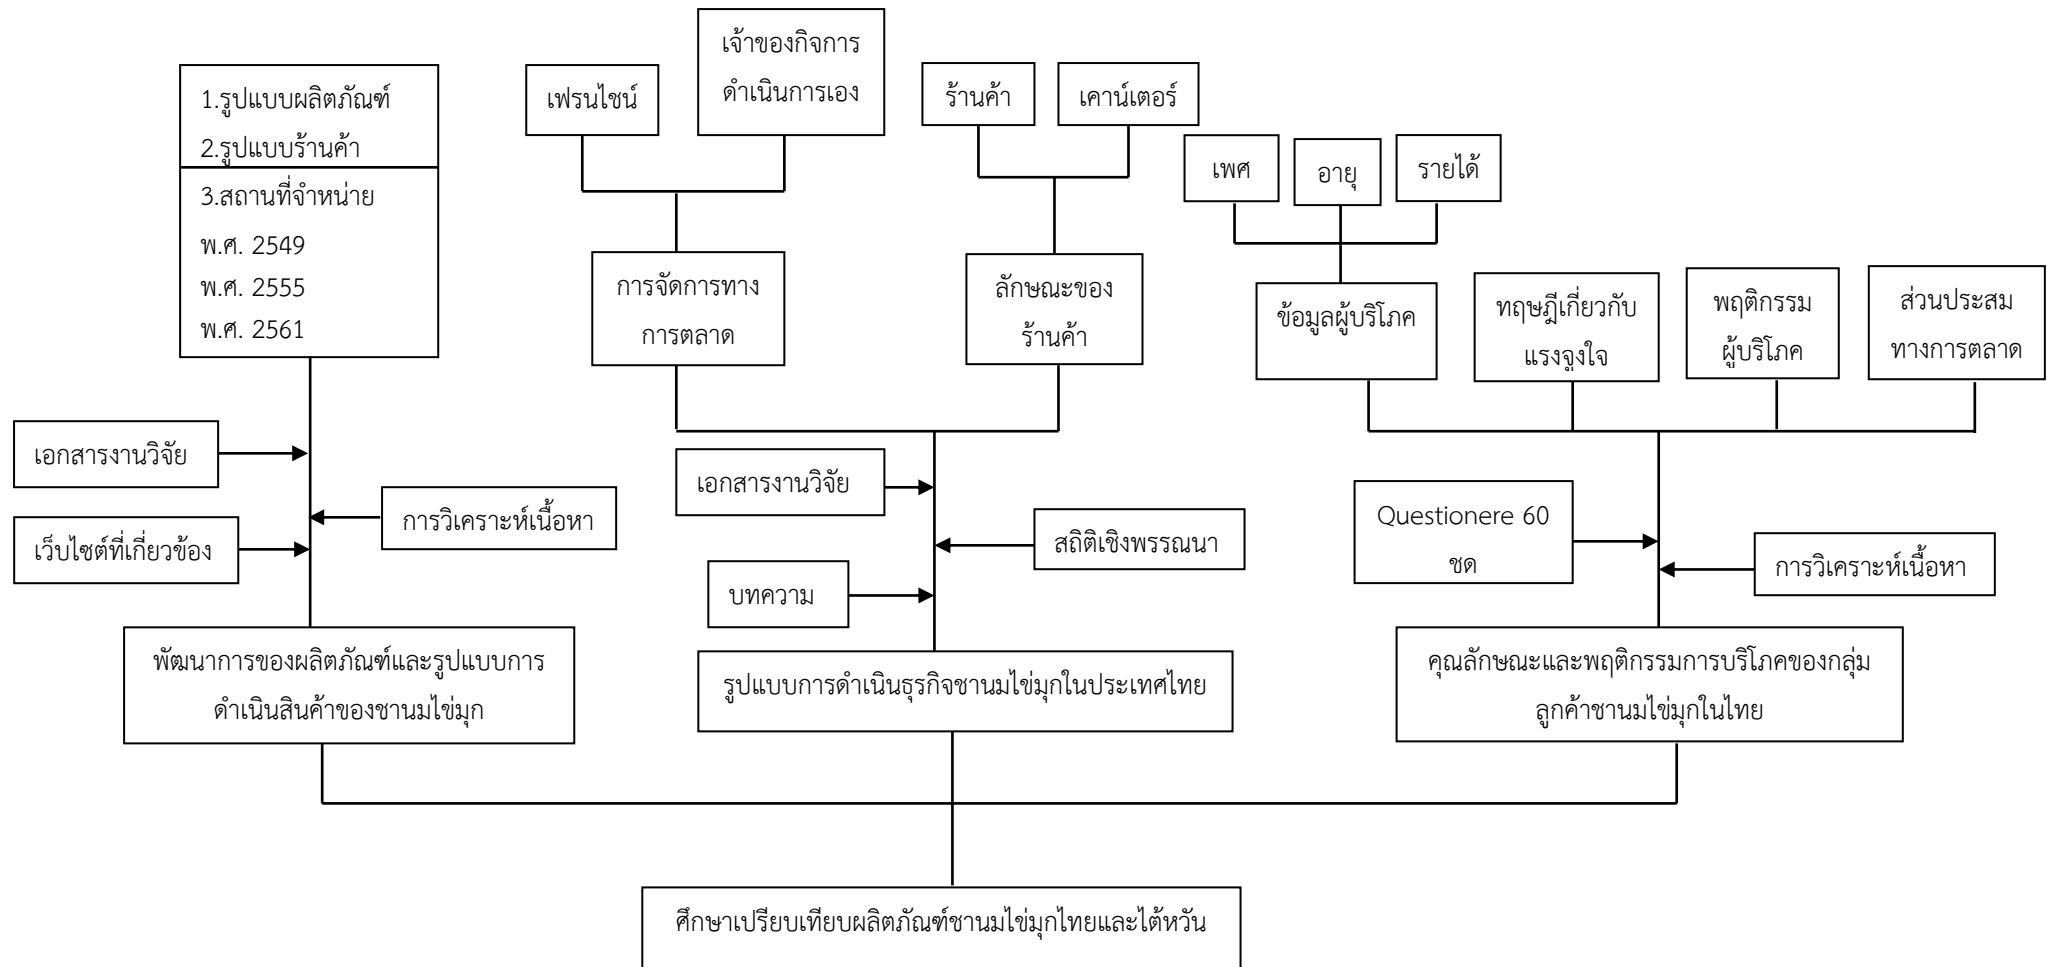 เจ้าของกิจการ
ดำเนินการเอง
เฟรนไชน์
ร้านค้า
เคาน์เตอร์
1.รูปแบบผลิตภัณฑ์
2.รูปแบบร้านค้า
3.สถานที่จำหน่าย
พ.ศ. 2549
พ.ศ. 2555
พ.ศ. 2561
เพศ
อายุ
รายได้
การจัดการทาง
การตลาด
ลักษณะของ
ร้านค้า
ข้อมูลผู้บริโภค
ทฤษฎีเกี่ยวกับ
แรงจูงใจ
พฤติกรรม
ผู้บริโภค
ส่วนประสม
ทางการตลาด
เอกสารงานวิจัย
การวิเคราะห์เนื้อหา
เว็บไซต์ที่เกี่ยวข้อง
เอกสารงานวิจัย
สถิติเชิงพรรณนา
บทความ
Questionere 60
ชด
การวิเคราะห์เนื้อหา
พัฒนาการของผลิตภัณฑ์และรูปแบบการ
ดำเนินสินค้าของชานมไข่มุก
รูปแบบการดำเนินธุรกิจชานมไข่มุกในประเทศไทย
คุณลักษณะและพฤติกรรมการบริโภคของกลุ่ม
ลูกค้าชานมไข่มุกในไทย
ศึกษาเปรียบเทียบผลิตภัณฑ์ชานมไข่มุกไทยและไต้หวัน